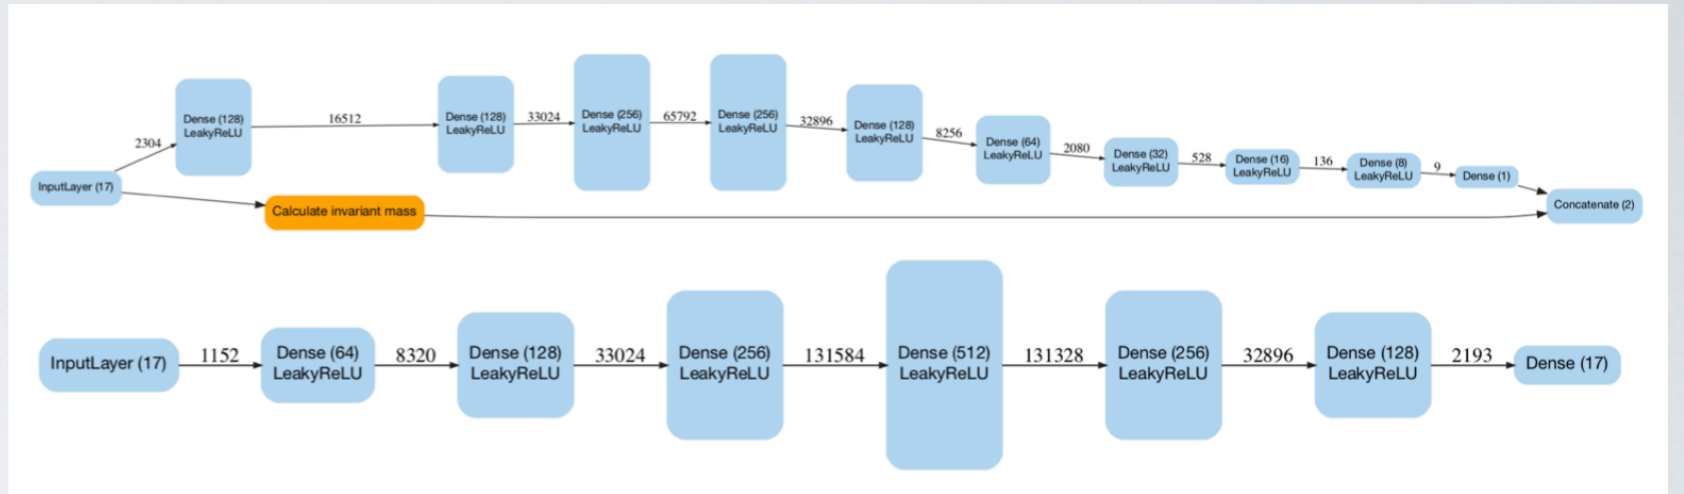 InputLayer (17)
2304
Dense (128)
LeakyReLU
16512
Dense (128)
LeakyReLU
33024
Dense (256)
LeakyReLU
65792
Dense (256)
LeakyReLU
32896
Dense (128)
LeakyReLU
8256
Dense (64)
LeakyReLU
2080
Dense (32)
LeakyReLU
528
Dense (16)
LeakyReLU
136
Dense (8)
LeakyReLU
9
Dense (1)
Calculate invariant mass
Concatenate (2)
InputLayer (17)
1152
Dense (64)
LeakyReLU
8320
Dense (128)
LeakyReLU
33024
Dense (256)
LeakyReLU
131584
Dense (512)
LeakyReLU
131328
Dense (256)
LeakyReLU
32896
Dense (128)
LeakyReLU
2193
Dense (17)